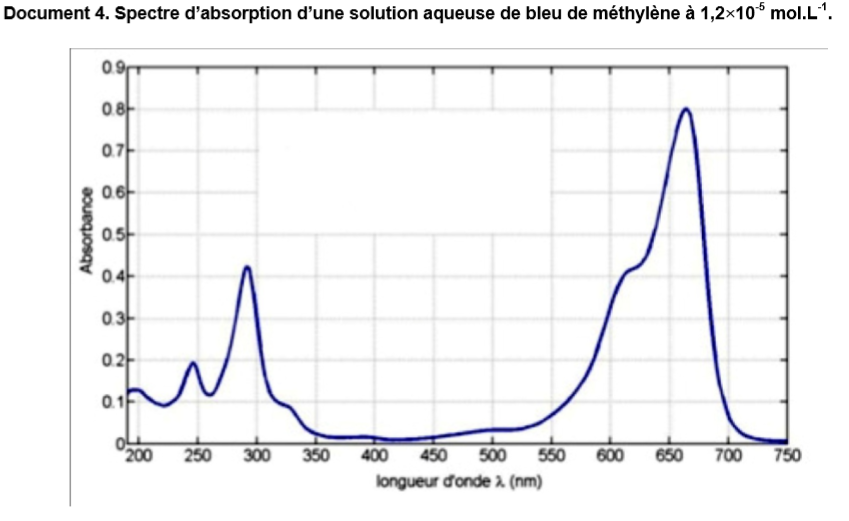 Document 4. Spectre d'absorption d'une solution aqueuse de bleu de méthylène à 1,2×10⁻⁵ mol.L⁻¹.
0.9
0.8
0.7
0.6
0.5
0.4
0.3
0.2
0.1
0
Absorbance
200 250 300 350 400 450 500 550 600 650 700 750
longueur d'onde λ (nm)